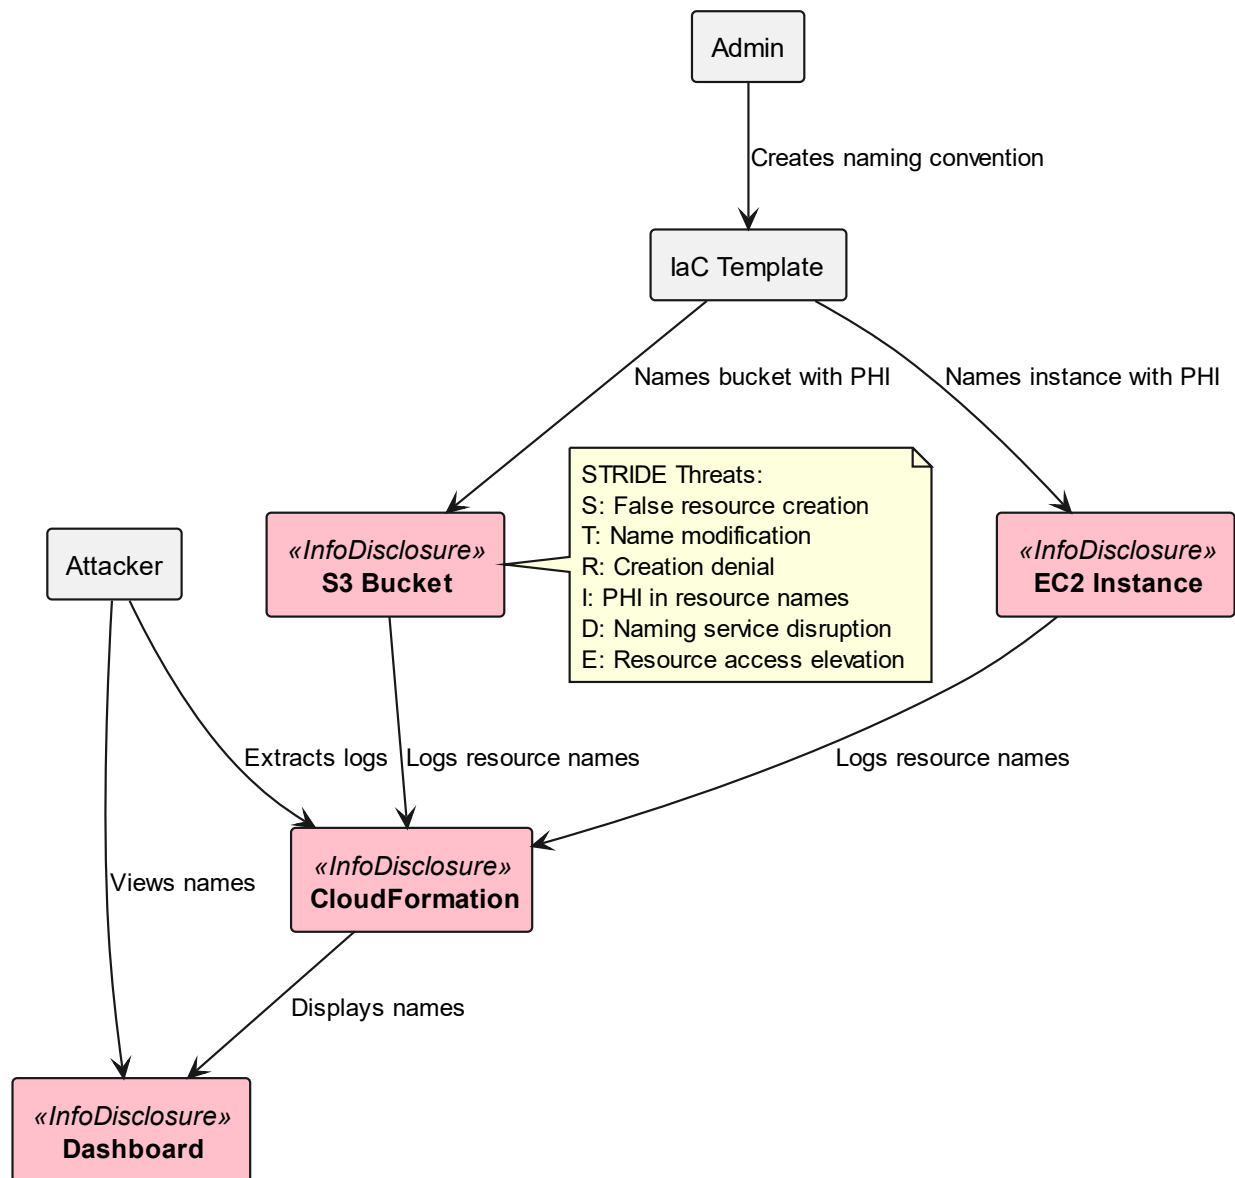 Admin
Creates naming convention
IaC Template
Names bucket with PHI
Names instance with PHI
STRIDE Threats:
S: False resource creation
T: Name modification
R: Creation denial
I: PHI in resource names
D: Naming service disruption
E: Resource access elevation
Attacker
«InfoDisclosure»
S3 Bucket
«InfoDisclosure»
EC2 Instance
Extracts logs
Logs resource names
Logs resource names
«InfoDisclosure»
CloudFormation
Views names
Displays names
«InfoDisclosure»
Dashboard